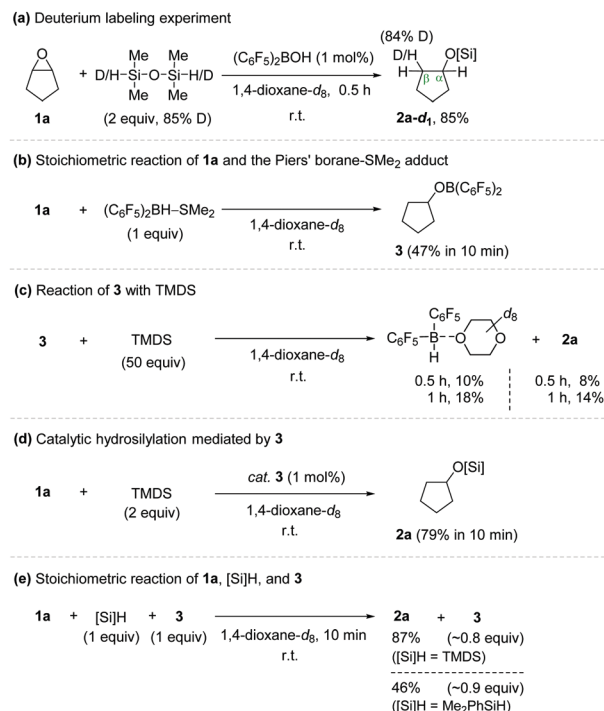 (a) Deuterium labeling experiment
(84% D)
O
Me Me
(C6F5)2BOH (1 mol%)
D/H O[Si]
+ D/H–Si–O–Si–H/D
H β α H
Me Me
1,4-dioxane-d8, 0.5 h
1a
(2 equiv, 85% D)
r.t.
2a-d1, 85%
(b) Stoichiometric reaction of 1a and the Piers' borane-SMe2 adduct
OB(C6F5)2
1a + (C6F5)2BH–SMe2
(1 equiv)
1,4-dioxane-d8
r.t.
3 (47% in 10 min)
(c) Reaction of 3 with TMDS
C6F5 d8
3 + TMDS
C6F5–B--O O + 2a
H
(50 equiv)
1,4-dioxane-d8
r.t.
0.5 h, 10% 0.5 h, 8%
1 h, 18% 1 h, 14%
(d) Catalytic hydrosilylation mediated by 3
O[Si]
cat. 3 (1 mol%)
1a + TMDS
(2 equiv)
1,4-dioxane-d8
r.t.
2a (79% in 10 min)
(e) Stoichiometric reaction of 1a, [Si]H, and 3
1a + [Si]H + 3 2a + 3
(1 equiv) (1 equiv) 1,4-dioxane-d8, 10 min 87% (~0.8 equiv)
r.t. ([Si]H = TMDS)
46% (~0.9 equiv)
([Si]H = Me2PhSiH)